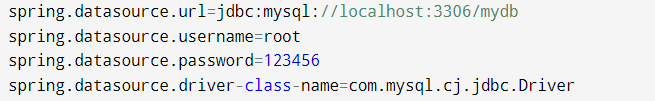 spring.datasource.url=jdbc:mysql://localhost:3306/mydb
spring.datasource.username=root
spring.datasource.password=123456
spring.datasource.driver-class-name=com.mysql.cj.jdbc.Driver